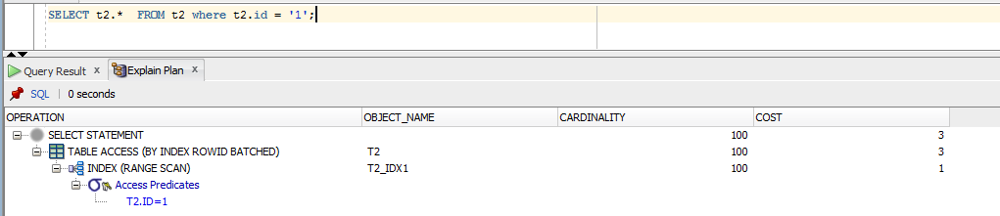 SELECT t2.*  FROM t2 where t2.id = '1';
Query Result x Explain Plan x
SQL | 0 seconds
OPERATION OBJECT_NAME CARDINALITY COST
SELECT STATEMENT 100 3
TABLE ACCESS (BY INDEX ROWID BATCHED) T2 100 3
INDEX (RANGE SCAN) T2_IDX1 100 1
Access Predicates
T2.ID=1